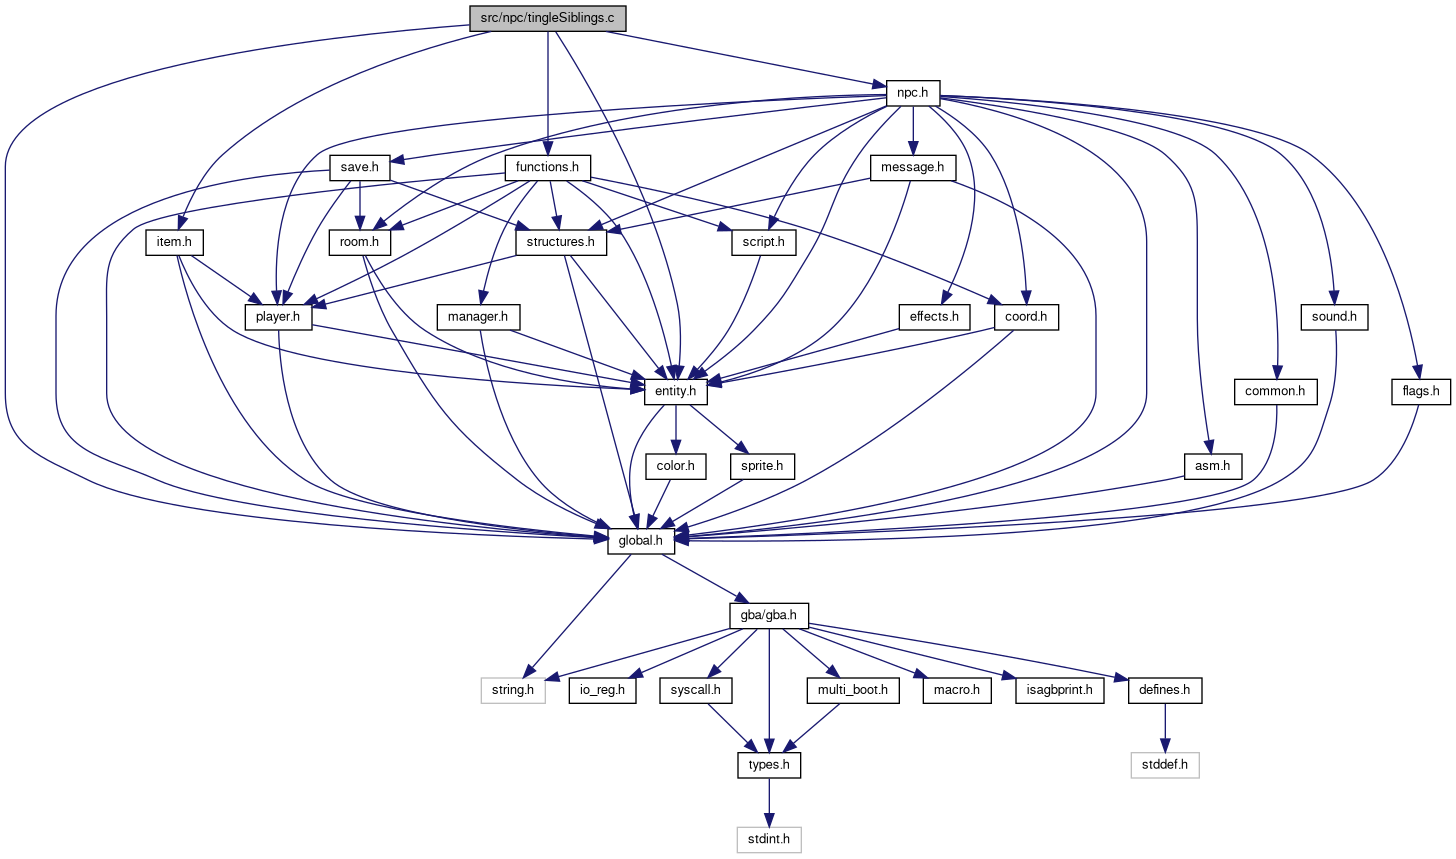 src/npc/tingleSiblings.c
npc.h
save.h
functions.h
message.h
item.h
room.h
structures.h
script.h
player.h
manager.h
effects.h
coord.h
sound.h
entity.h
common.h
flags.h
color.h
sprite.h
asm.h
global.h
gba/gba.h
string.h
io_reg.h
syscall.h
multi_boot.h
macro.h
isagbprint.h
defines.h
types.h
stddef.h
stdint.h